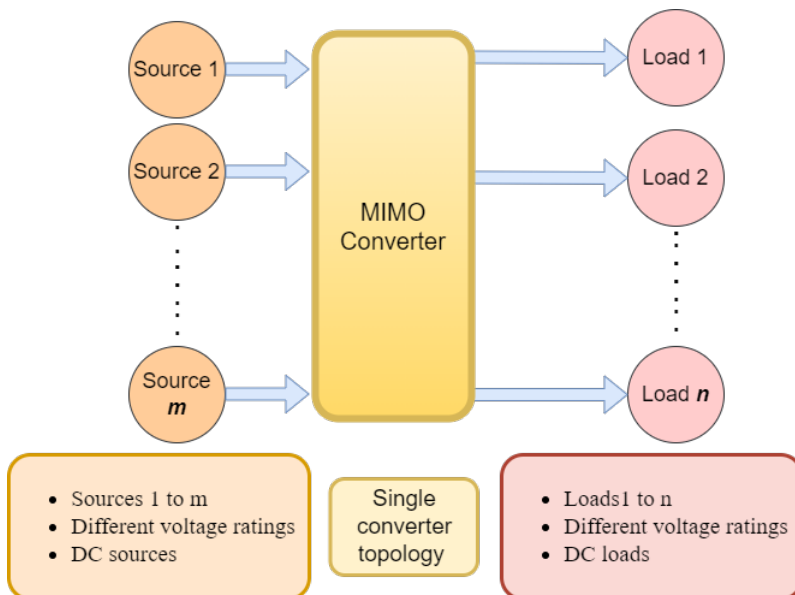 Source 1
Load 1
Source 2
Load 2
MIMO
Converter
Source
m
Load n
• Sources 1 to m
• Different voltage ratings
• DC sources
Single
converter
topology
• Loads1 to n
• Different voltage ratings
• DC loads